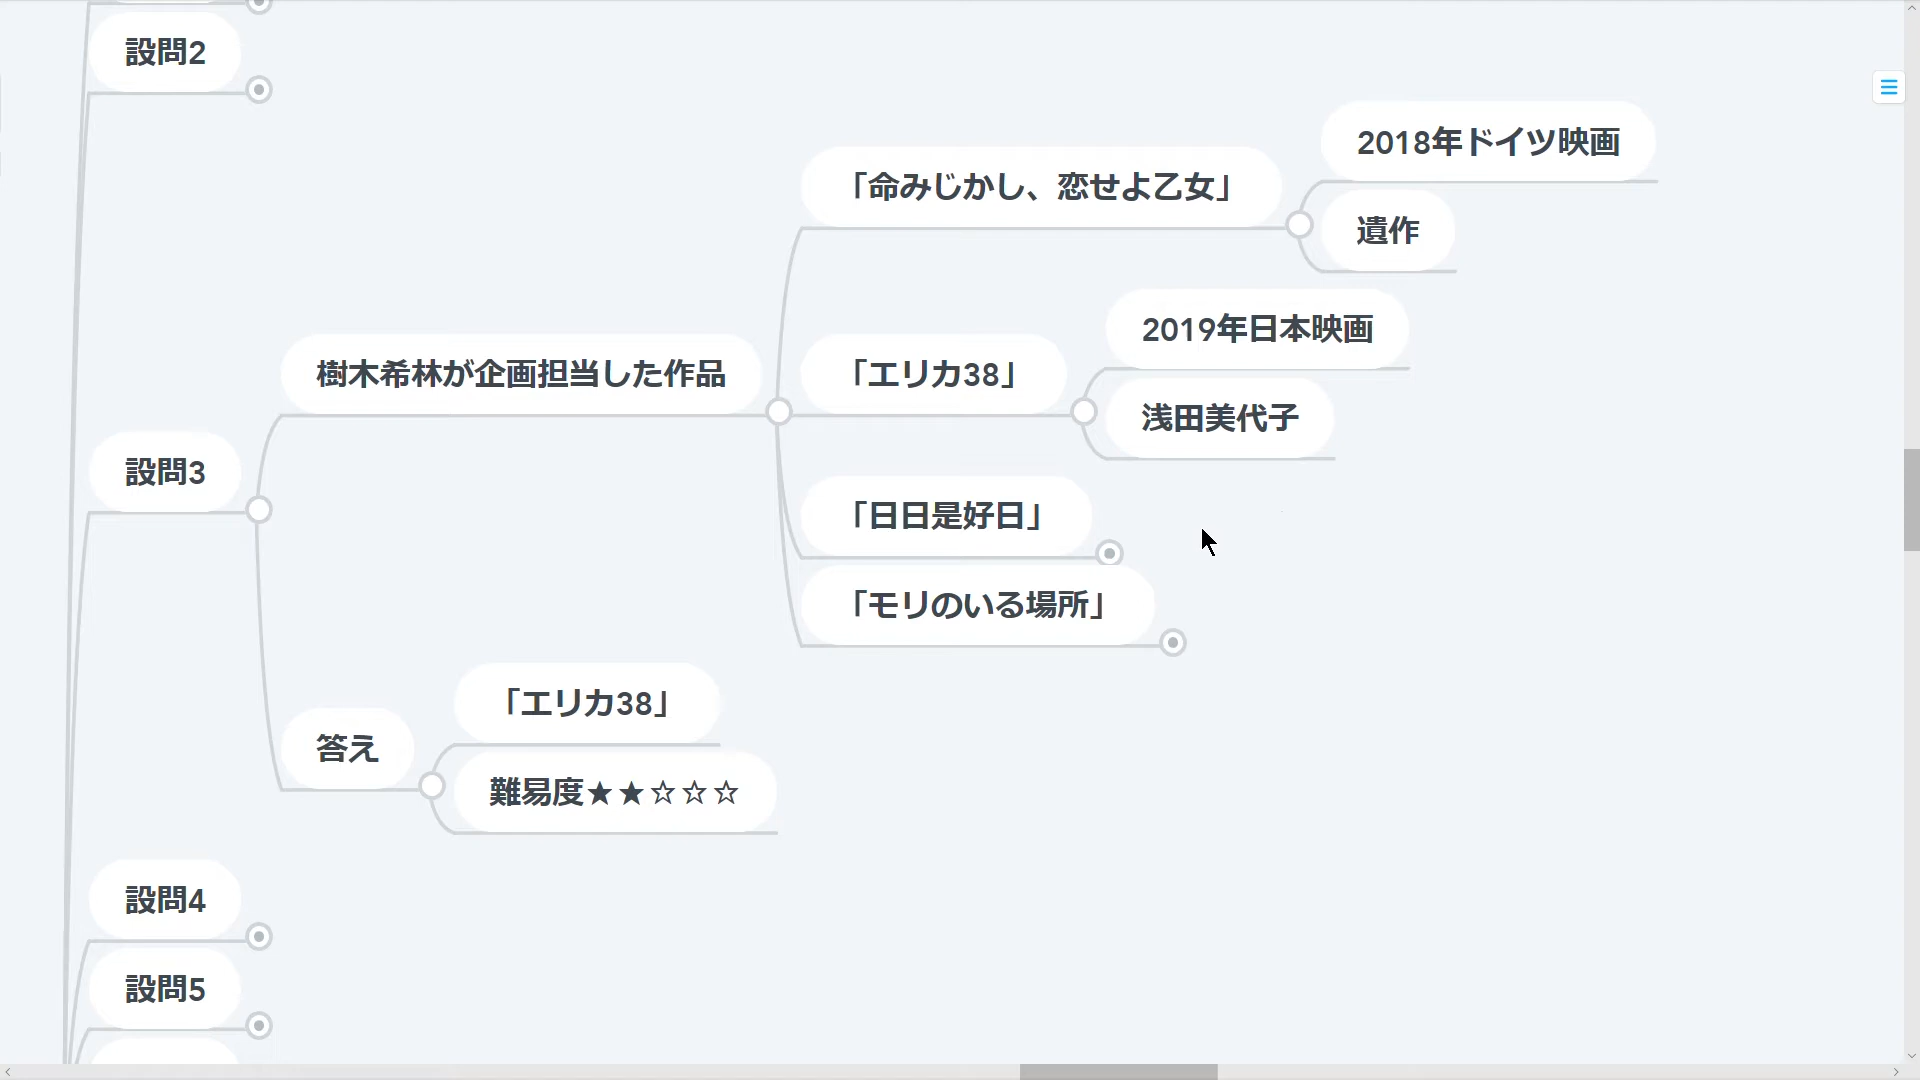 設問2
設問3
樹木希林が企画担当した作品
「命みじかし、恋せよ乙女」
2018年ドイツ映画
遺作
「エリカ38」
2019年日本映画
浅田美代子
「日日是好日」
「モリのいる場所」
答え
「エリカ38」
難易度★★☆☆☆
設問4
設問5